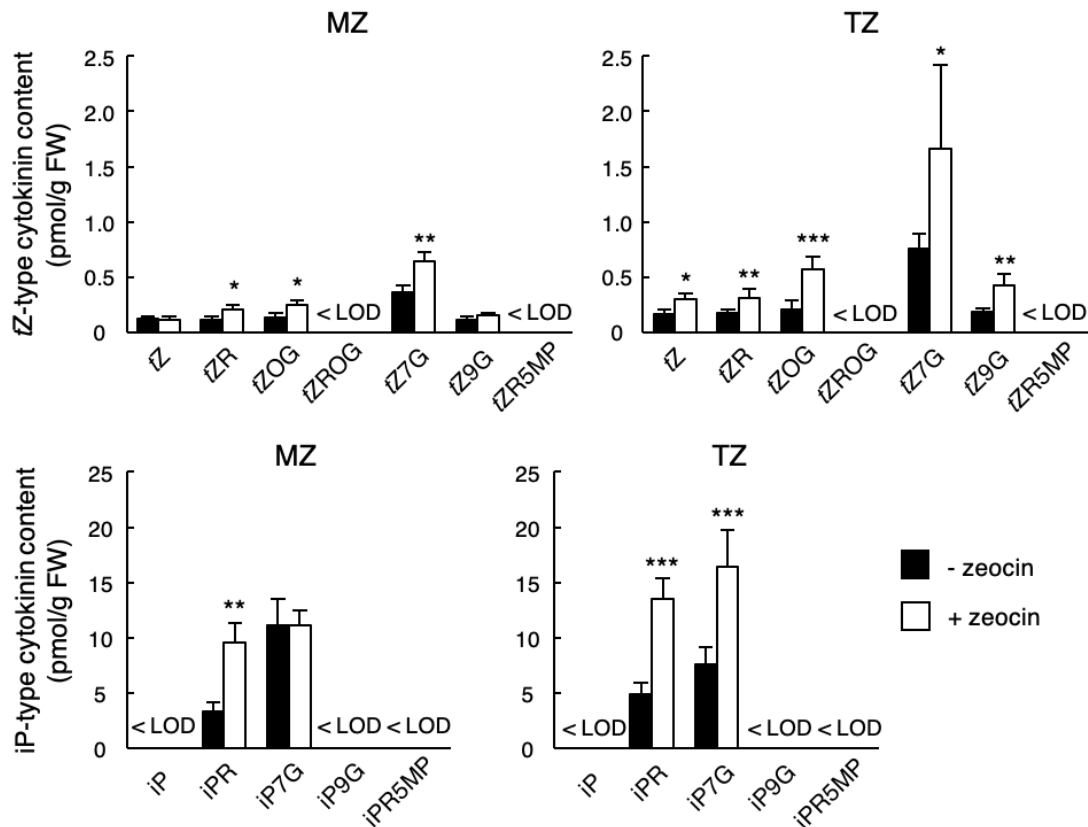 MZ
TZ
tZ-type cytokinin content
(pmol/g FW)
2.5
2.0
1.5
1.0
0.5
0
*
*
< LOD
**
< LOD
tZ
tZR
tZOG
tZROG
tZ7G
tZ9G
tZR5MP
2.5
2.0
1.5
1.0
0.5
0
*
**
***
< LOD
*
**
< LOD
tZ
tZR
tZOG
tZROG
tZ7G
tZ9G
tZR5MP
MZ
TZ
iP-type cytokinin content
(pmol/g FW)
25
20
15
10
5
0
< LOD
**
< LOD
< LOD
iP
iPR
iP7G
iP9G
iPR5MP
25
20
15
10
5
0
< LOD
***
***
< LOD
< LOD
iP
iPR
iP7G
iP9G
iPR5MP
- zeocin
+ zeocin